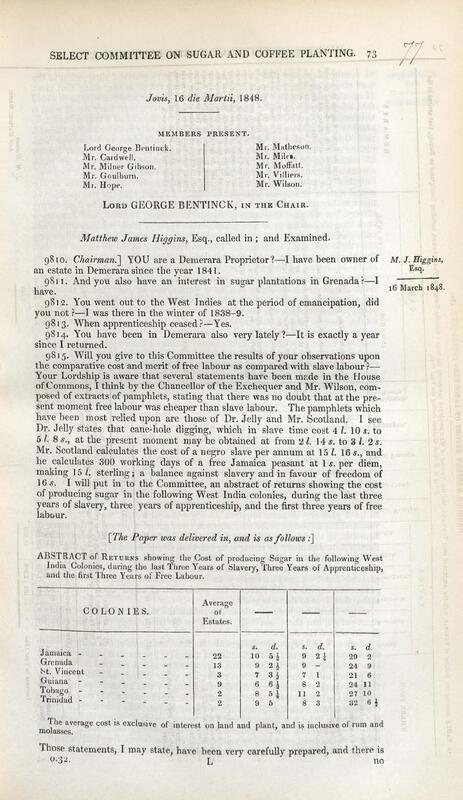 SELECT COMMITTEE ON SUGAR AND COFFEE PLANTING. 73
77
Jovis, 16 die Martii, 1848.
MEMBERS PRESENT.
Lord George Bentinck.
Mr. Cardwell.
Mr. Milner Gibson.
Mr. Goulburn.
Mr. Hope.
Mr. Matheson.
Mr. Miles.
Mr. Moffatt.
Mr. Villiers.
Mr. Wilson.
LORD GEORGE BENTINCK, IN THE CHAIR.
Matthew James Higgins, Esq., called in; and Examined.
M. J. Higgins,
Esq.
16 March 1848.
9810. Chairman.] YOU are a Demerara Proprietor?—I have been owner of
an estate in Demerara since the year 1841.
9811. And you also have an interest in sugar plantations in Grenada?—I
have.
9812. You went out to the West Indies at the period of emancipation, did
you not?—I was there in the winter of 1838-9.
9813. When apprenticeship ceased?—Yes.
9814. You have been in Demerara also very lately?—It is exactly a year
since I returned.
9815. Will you give to this Committee the results of your observations upon
the comparative cost and merit of free labour as compared with slave labour?—
Your Lordship is aware that several statements have been made in the House
of Commons, I think by the Chancellor of the Exchequer and Mr. Wilson, com-
posed of extracts of pamphlets, stating that there was no doubt that at the pre-
sent moment free labour was cheaper than slave labour. The pamphlets which
have been most relied upon are those of Dr. Jelly and Mr. Scotland. I see
Dr. Jelly states that cane-hole digging, which in slave time cost 4 l. 10 s. to
5 l. 8 s., at the present moment may be obtained at from 2 l. 14 s. to 3 l. 2 s.
Mr. Scotland calculates the cost of a negro slave per annum at 15 l. 16 s., and
he calculates 300 working days of a free Jamaica peasant at 1 s. per diem,
making 15 l. sterling; a balance against slavery and in favour of freedom of
16 s. I will put in to the Committee, an abstract of returns showing the cost
of producing sugar in the following West India colonies, during the last three
years of slavery, three years of apprenticeship, and the first three years of free
labour.
[The Paper was delivered in, and is as follows:]
ABSTRACT of RETURNS showing the Cost of producing Sugar in the following West
India Colonies, during the last Three Years of Slavery, Three Years of Apprenticeship,
and the first Three Years of Free Labour.
COLONIES. Average of Estates. — — —
s. d. s. d. s. d.
Jamaica - - - - - - 22 10 5½ 9 2¼ 29 2
Grenada - - - - - 13 9 2½ 9 - 24 9
St. Vincent - - - - - 3 7 3½ 7 1 21 6
Guiana - - - - - - 9 6 6½ 8 2 24 11
Tobago - - - - - - 2 8 5¼ 11 2 27 10
Trinidad - - - - - - 2 9 5 8 3 32 6½
The average cost is exclusive of interest on land and plant, and is inclusive of rum and
molasses.
Those statements, I may state, have been very carefully prepared, and there is
0.32. L no